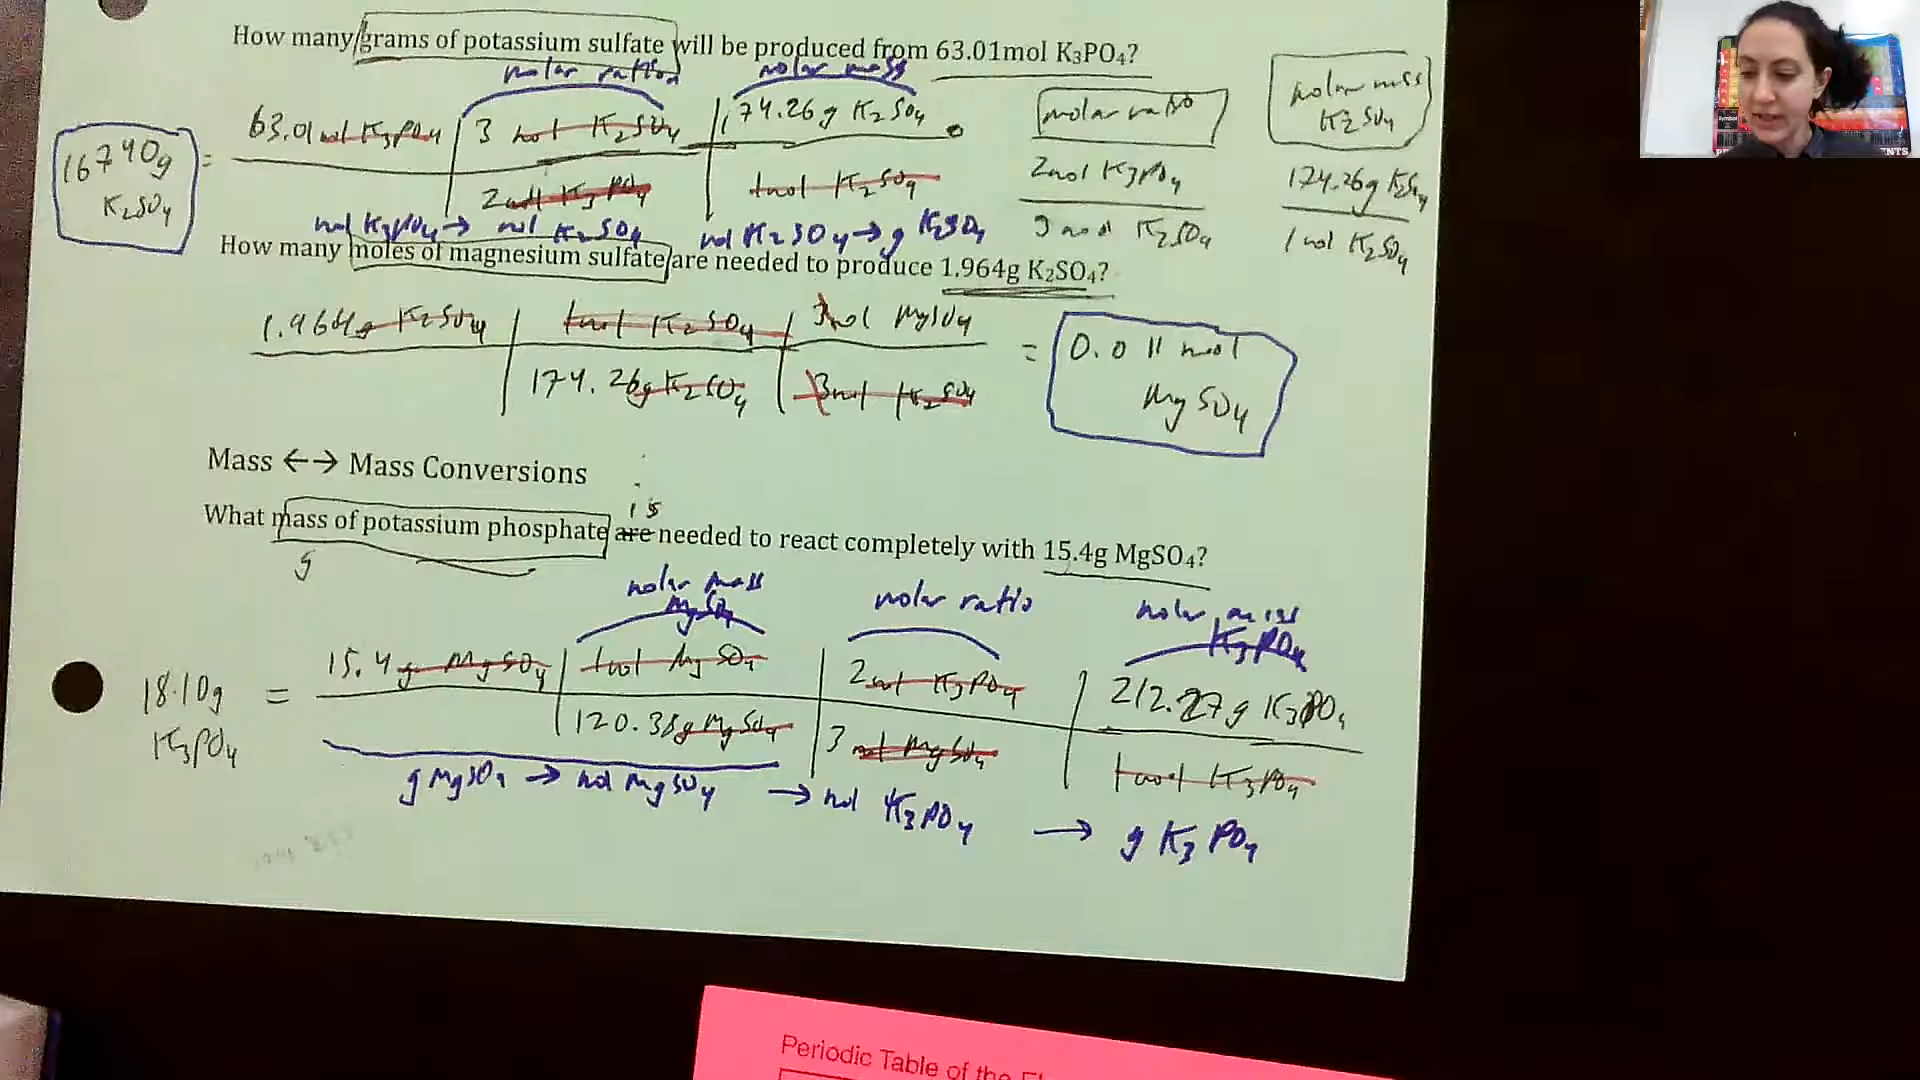 How many grams of potassium sulfate will be produced from 63.01mol K₃PO₄?
molar ratio molar mass
63.01 mol K₃PO₄ 3 mol K₂SO₄ 174.26 g K₂SO₄
2 mol K₃PO₄ 1 mol K₂SO₄
16740g K₂SO₄ =
mol K₃PO₄ → mol K₂SO₄ mol K₂SO₄ → g K₂SO₄
molar ratio
2 mol K₃PO₄
3 mol K₂SO₄
molar mass
K₂SO₄
174.26g K₂SO₄
1 mol K₂SO₄
How many moles of magnesium sulfate are needed to produce 1.964g K₂SO₄?
1.964g K₂SO₄ 1 mol K₂SO₄ 3 mol MgSO₄
174.26g K₂SO₄ 3 mol K₂SO₄
= 0.011 mol
MgSO₄
Mass ←→ Mass Conversions
is
What mass of potassium phosphate are needed to react completely with 15.4g MgSO₄?
g
molar mass MgSO₄ molar ratio molar mass K₃PO₄
15.4g MgSO₄ 1 mol MgSO₄ 2 mol K₃PO₄ 212.27g K₃PO₄
120.38g MgSO₄ 3 mol MgSO₄ 1 mol K₃PO₄
18.10g =
K₃PO₄
g MgSO₄ → mol MgSO₄ → mol K₃PO₄ → g K₃PO₄
Periodic Table of the